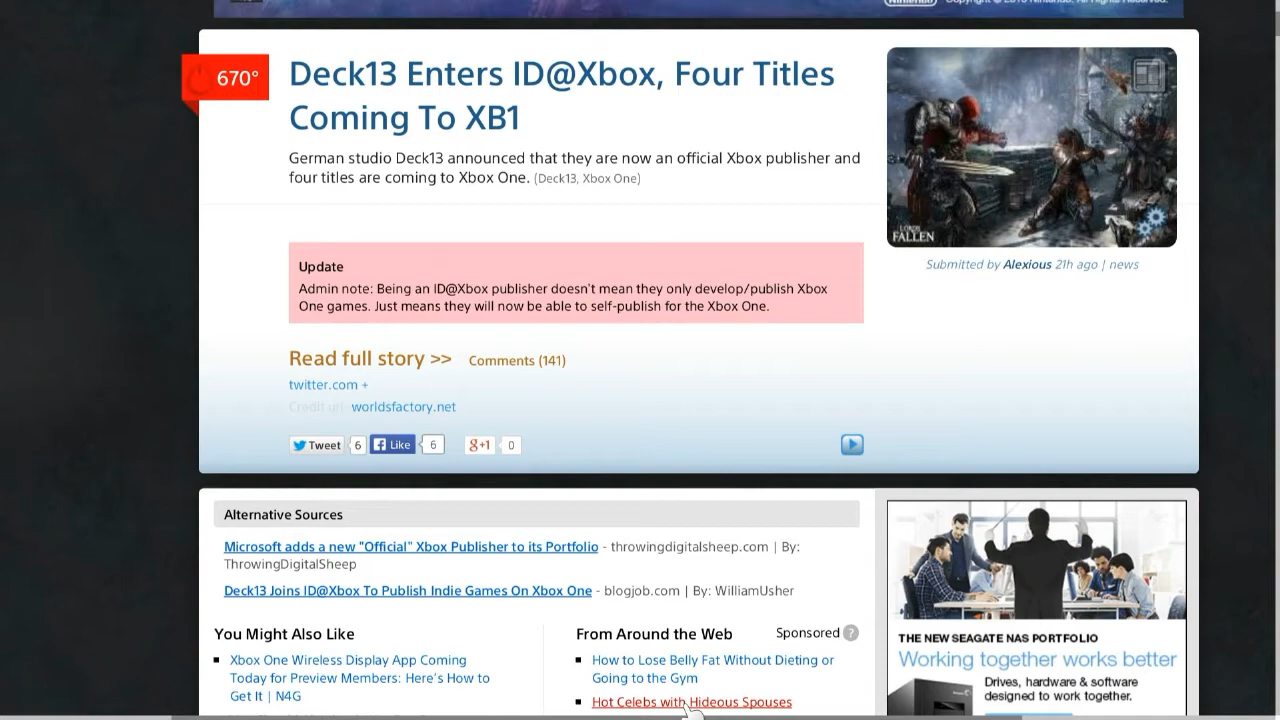 Nintendo
Copyright © 2015 Nintendo. All Rights Reserved.
670°
Deck13 Enters ID@Xbox, Four Titles
Coming To XB1
German studio Deck13 announced that they are now an official Xbox publisher and
four titles are coming to Xbox One. (Deck13, Xbox One)
LORDS
FALLEN
Submitted by Alexious 21h ago | news
Update
Admin note: Being an ID@Xbox publisher doesn't mean they only develop/publish Xbox
One games. Just means they will now be able to self-publish for the Xbox One.
Read full story >> Comments (141)
twitter.com +
Credit url: worldsfactory.net
Tweet 6 Like 6 g+1 0
Alternative Sources
Microsoft adds a new "Official" Xbox Publisher to its Portfolio - throwingdigitalsheep.com | By:
ThrowingDigitalSheep
Deck13 Joins ID@Xbox To Publish Indie Games On Xbox One - blogjob.com | By: WilliamUsher
You Might Also Like
Xbox One Wireless Display App Coming
Today for Preview Members: Here's How to
Get It | N4G
From Around the Web Sponsored ?
How to Lose Belly Fat Without Dieting or
Going to the Gym
Hot Celebs with Hideous Spouses
THE NEW SEAGATE NAS PORTFOLIO
Working together works better
Drives, hardware & software
designed to work together.